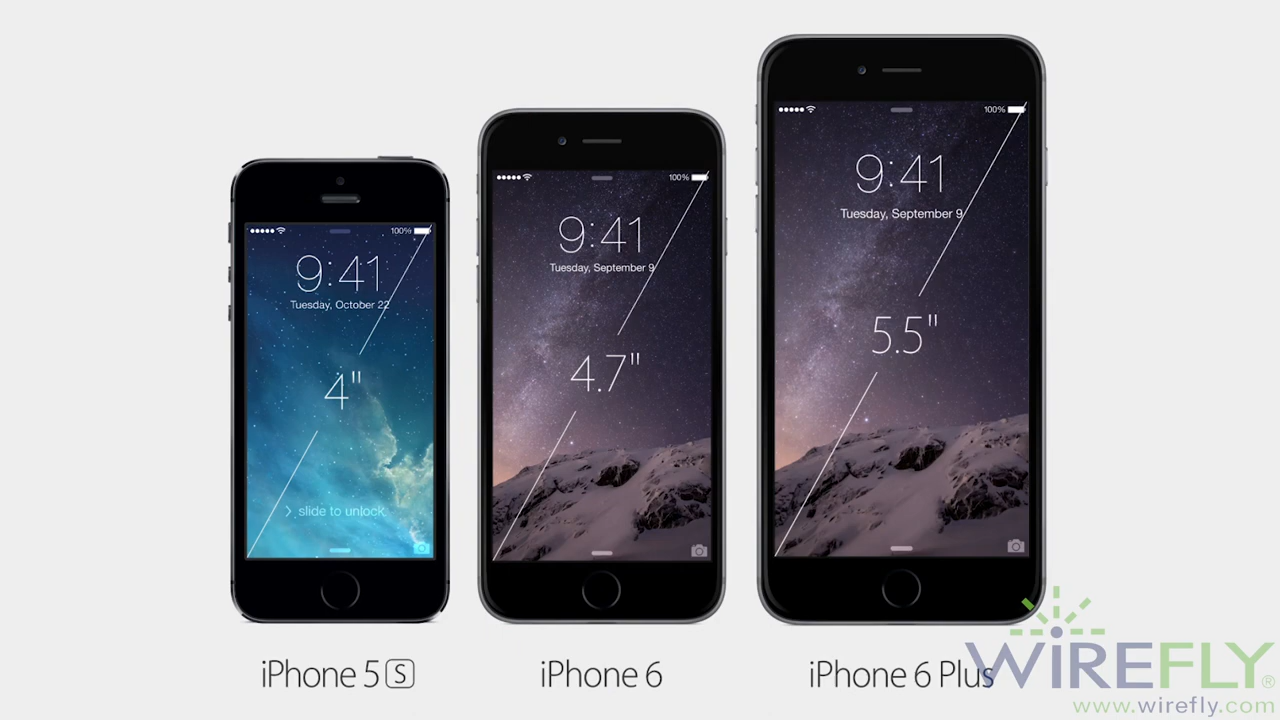 100%
9:41
Tuesday, October 22
4"
slide to unlock
iPhone 5S
100%
9:41
Tuesday, September 9
4.7"
iPhone 6
100%
9:41
Tuesday, September 9
5.5"
iPhone 6 Plus
WIREFLY®
www.wirefly.com